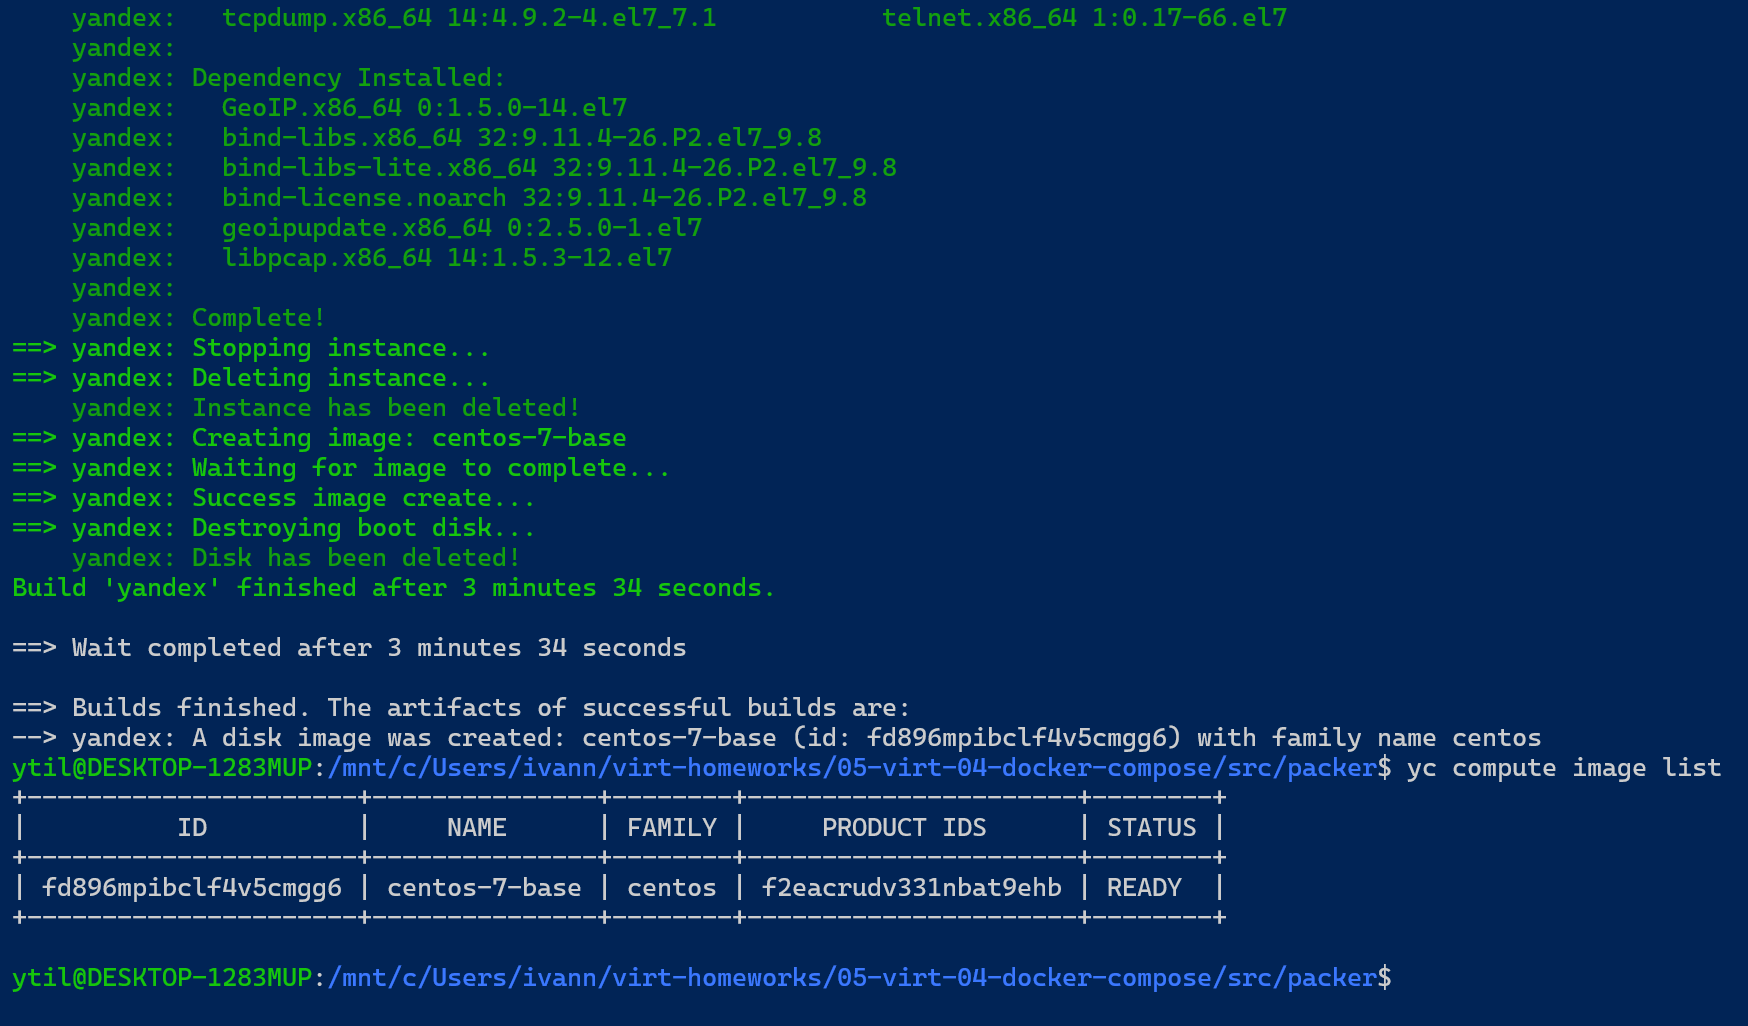 yandex:   tcpdump.x86_64 14:4.9.2-4.el7_7.1           telnet.x86_64 1:0.17-66.el7
    yandex:
    yandex: Dependency Installed:
    yandex:   GeoIP.x86_64 0:1.5.0-14.el7
    yandex:   bind-libs.x86_64 32:9.11.4-26.P2.el7_9.8
    yandex:   bind-libs-lite.x86_64 32:9.11.4-26.P2.el7_9.8
    yandex:   bind-license.noarch 32:9.11.4-26.P2.el7_9.8
    yandex:   geoipupdate.x86_64 0:2.5.0-1.el7
    yandex:   libpcap.x86_64 14:1.5.3-12.el7
    yandex:
    yandex: Complete!
==> yandex: Stopping instance...
==> yandex: Deleting instance...
    yandex: Instance has been deleted!
==> yandex: Creating image: centos-7-base
==> yandex: Waiting for image to complete...
==> yandex: Success image create...
==> yandex: Destroying boot disk...
    yandex: Disk has been deleted!
Build 'yandex' finished after 3 minutes 34 seconds.

==> Wait completed after 3 minutes 34 seconds

==> Builds finished. The artifacts of successful builds are:
--> yandex: A disk image was created: centos-7-base (id: fd896mpibclf4v5cmgg6) with family name centos
ytil@DESKTOP-1283MUP:/mnt/c/Users/ivann/virt-homeworks/05-virt-04-docker-compose/src/packer$ yc compute image list
+----------------------+---------------+--------+----------------------+--------+
|          ID          |     NAME      | FAMILY |     PRODUCT IDS      | STATUS |
+----------------------+---------------+--------+----------------------+--------+
| fd896mpibclf4v5cmgg6 | centos-7-base | centos | f2eacrudv331nbat9ehb | READY  |
+----------------------+---------------+--------+----------------------+--------+

ytil@DESKTOP-1283MUP:/mnt/c/Users/ivann/virt-homeworks/05-virt-04-docker-compose/src/packer$